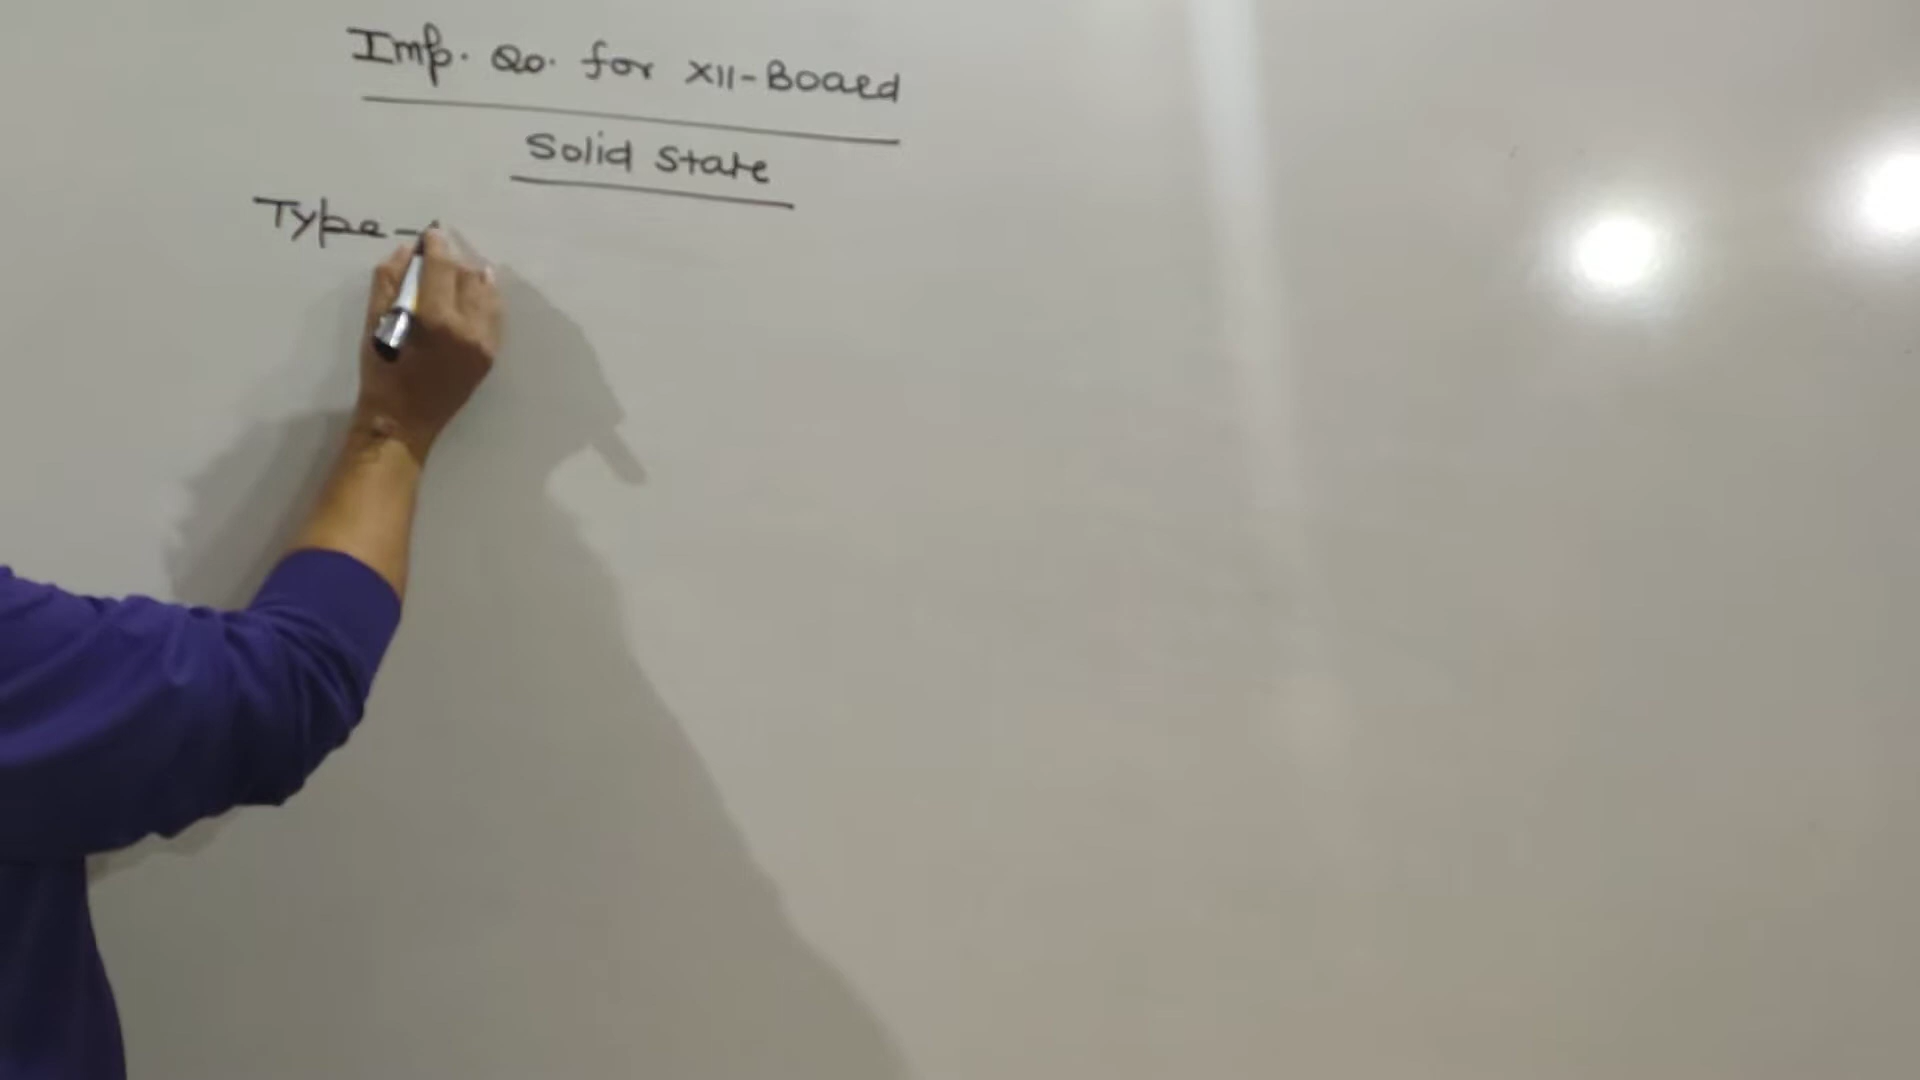 Imp. Qo. for XII-Board
Solid State
Type-